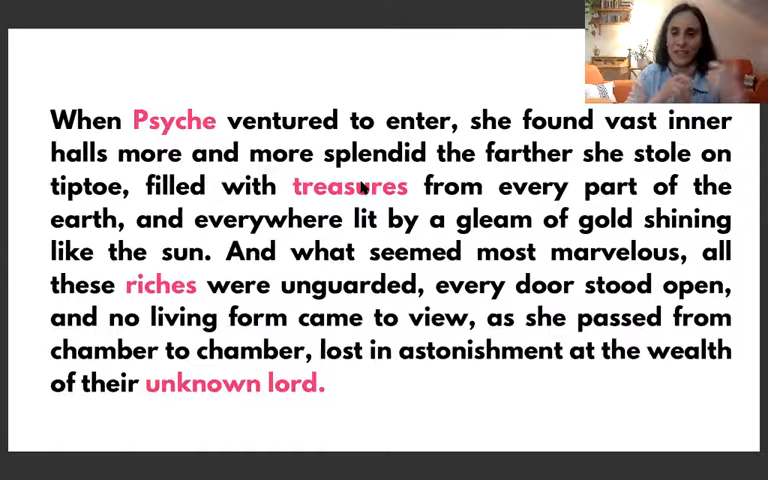 When Psyche ventured to enter, she found vast inner
halls more and more splendid the farther she stole on
tiptoe, filled with treasures from every part of the
earth, and everywhere lit by a gleam of gold shining
like the sun. And what seemed most marvelous, all
these riches were unguarded, every door stood open,
and no living form came to view, as she passed from
chamber to chamber, lost in astonishment at the wealth
of their unknown lord.